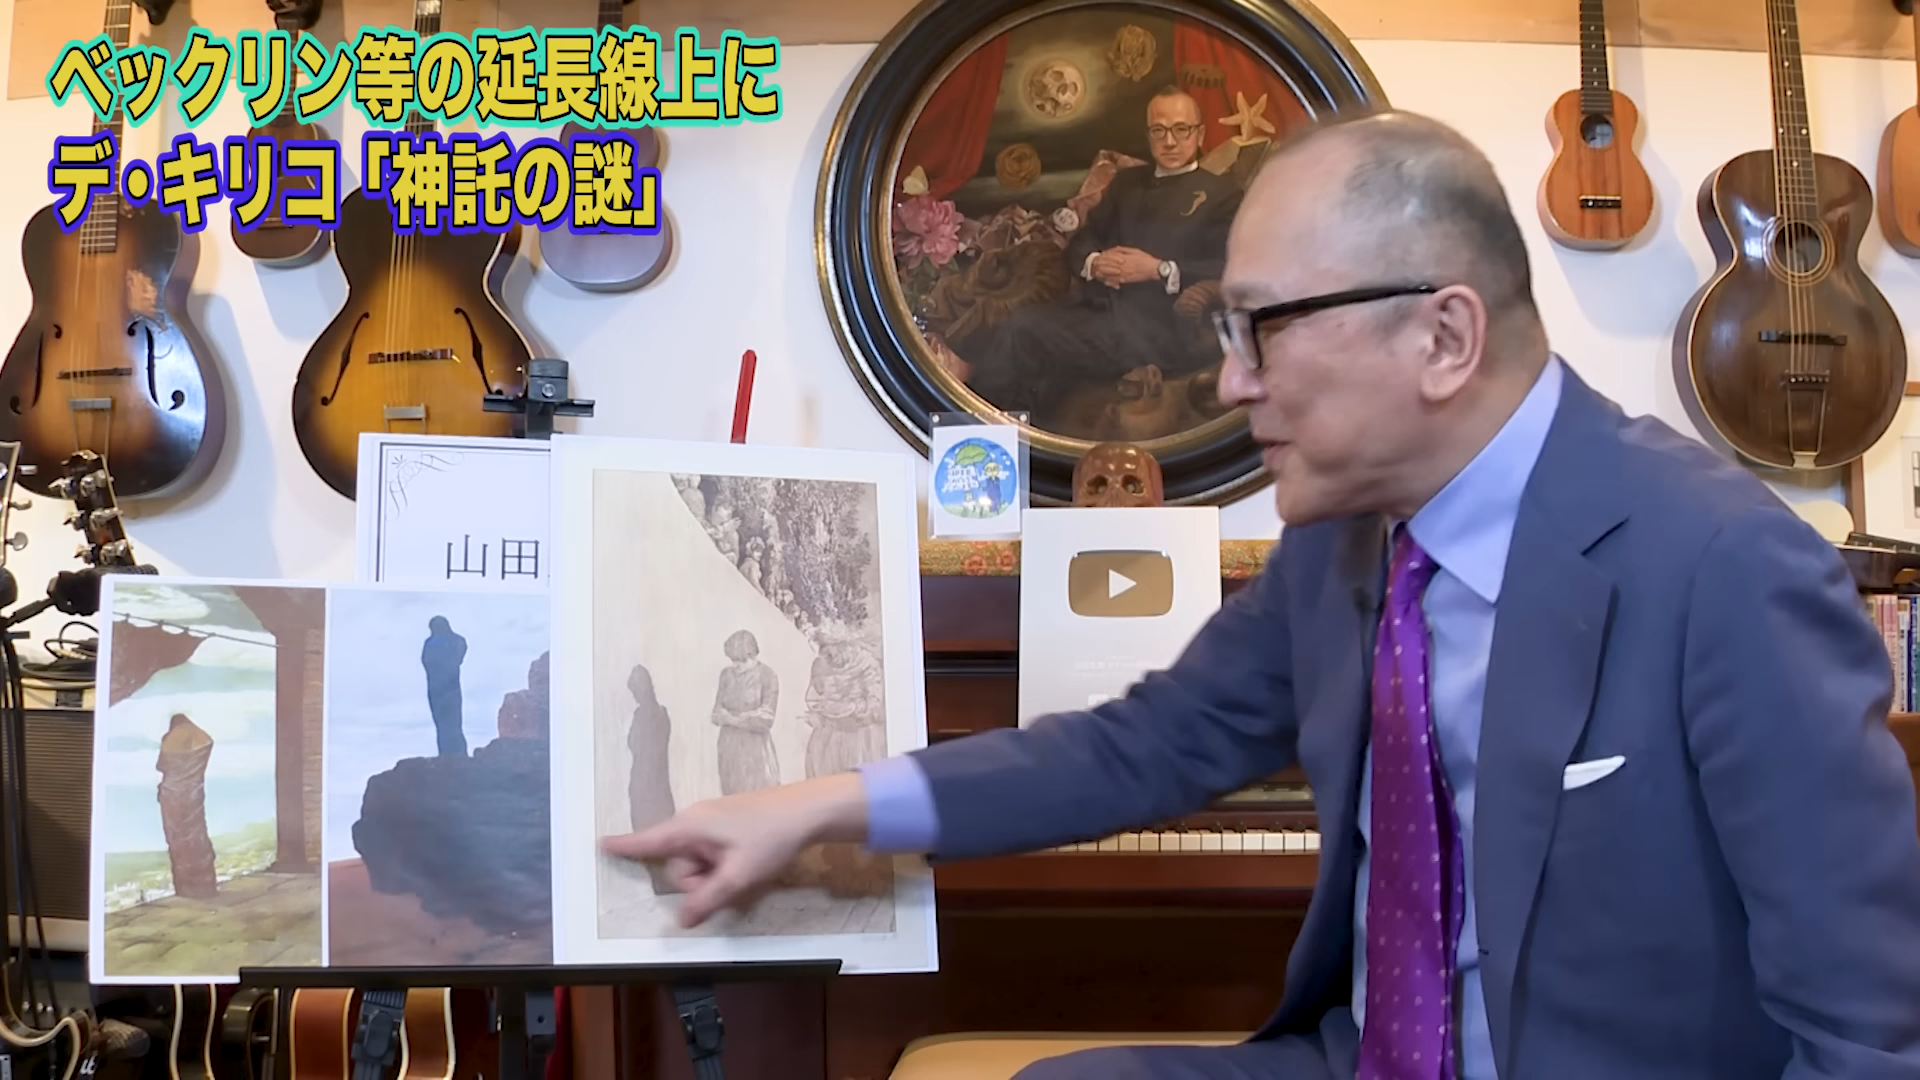 ベックリン等の延長線上に
デ・キリコ「神託の謎」
山田